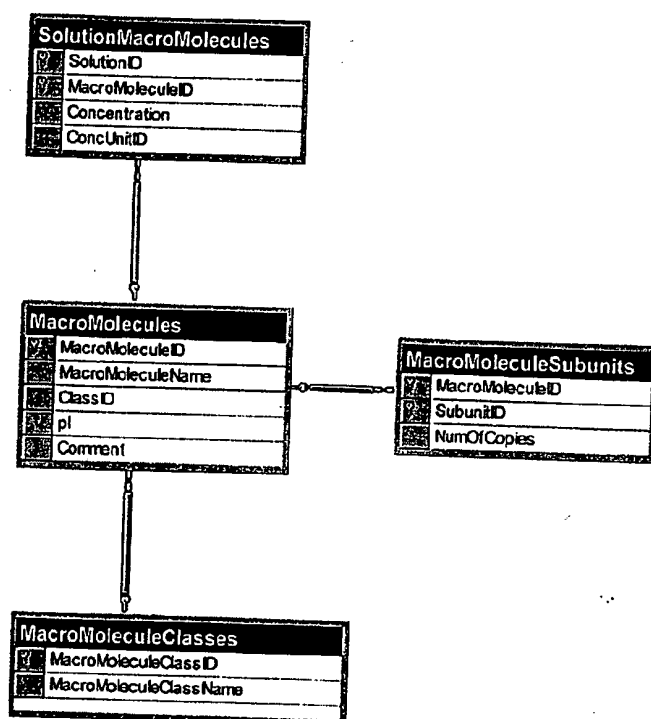 SolutionMacroMolecules
SolutionID
MacroMoleculeID
Concentration
ConcUnitID
MacroMolecules
MacroMoleculeID
MacroMoleculeName
ClassID
pI
Comment
MacroMoleculeSubunits
MacroMoleculeID
SubunitID
NumOfCopies
MacroMoleculeClasses
MacroMoleculeClassID
MacroMoleculeClassName